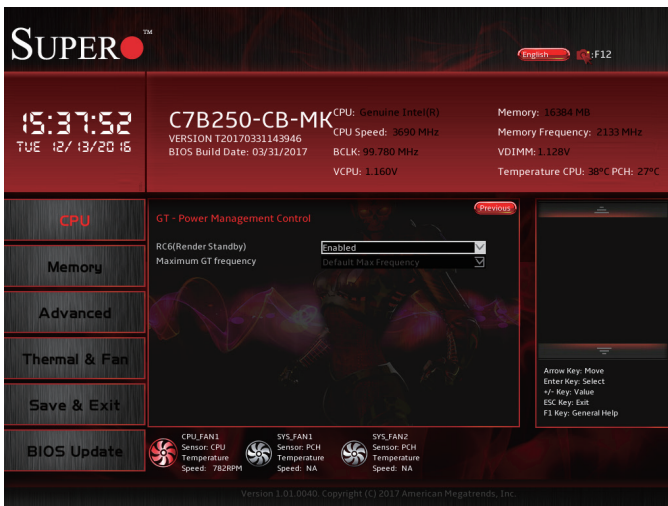 SUPER TM
English :F12
15:37:52
TUE 12/13/2016
C7B250-CB-MK
VERSION T20170331143946
BIOS Build Date: 03/31/2017
CPU: Genuine Intel(R)
CPU Speed: 3690 MHz
BCLK: 99.780 MHz
VCPU: 1.160V
Memory: 16384 MB
Memory Frequency: 2133 MHz
VDIMM: 1.128V
Temperature CPU: 38°C PCH: 27°C
CPU
Memory
Advanced
Thermal & Fan
Save & Exit
BIOS Update
Previous
GT - Power Management Control
RC6(Render Standby) Enabled
Maximum GT frequency Default Max Frequency
Arrow Key: Move
Enter Key: Select
+/- Key: Value
ESC Key: Exit
F1 Key: General Help
CPU_FAN1
Sensor: CPU
Temperature
Speed: 782RPM
SYS_FAN1
Sensor: PCH
Temperature
Speed: NA
SYS_FAN2
Sensor: PCH
Temperature
Speed: NA
Version 1.01.0040. Copyright (C) 2017 American Megatrends, Inc.